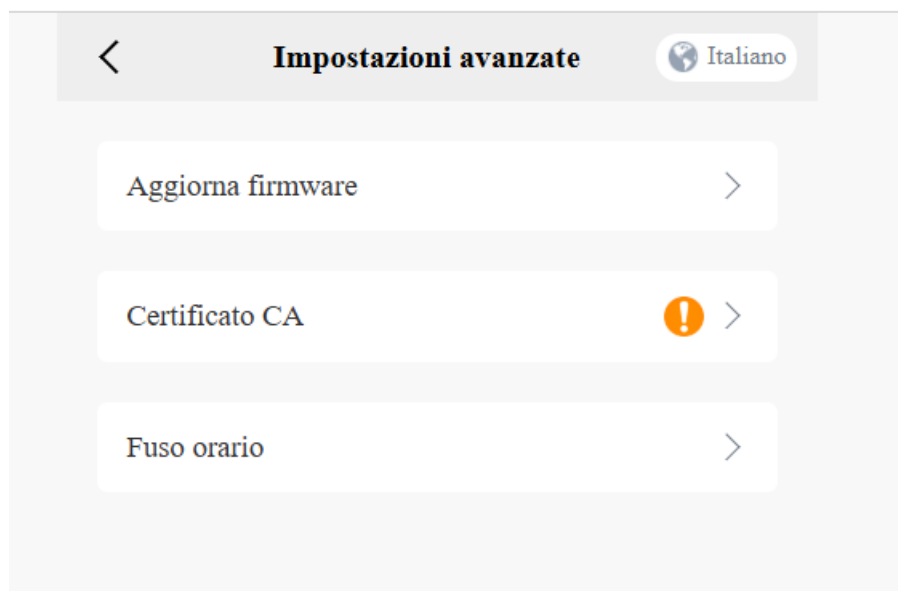 Impostazioni avanzate
Italiano
Aggiorna firmware
Certificato CA
Fuso orario